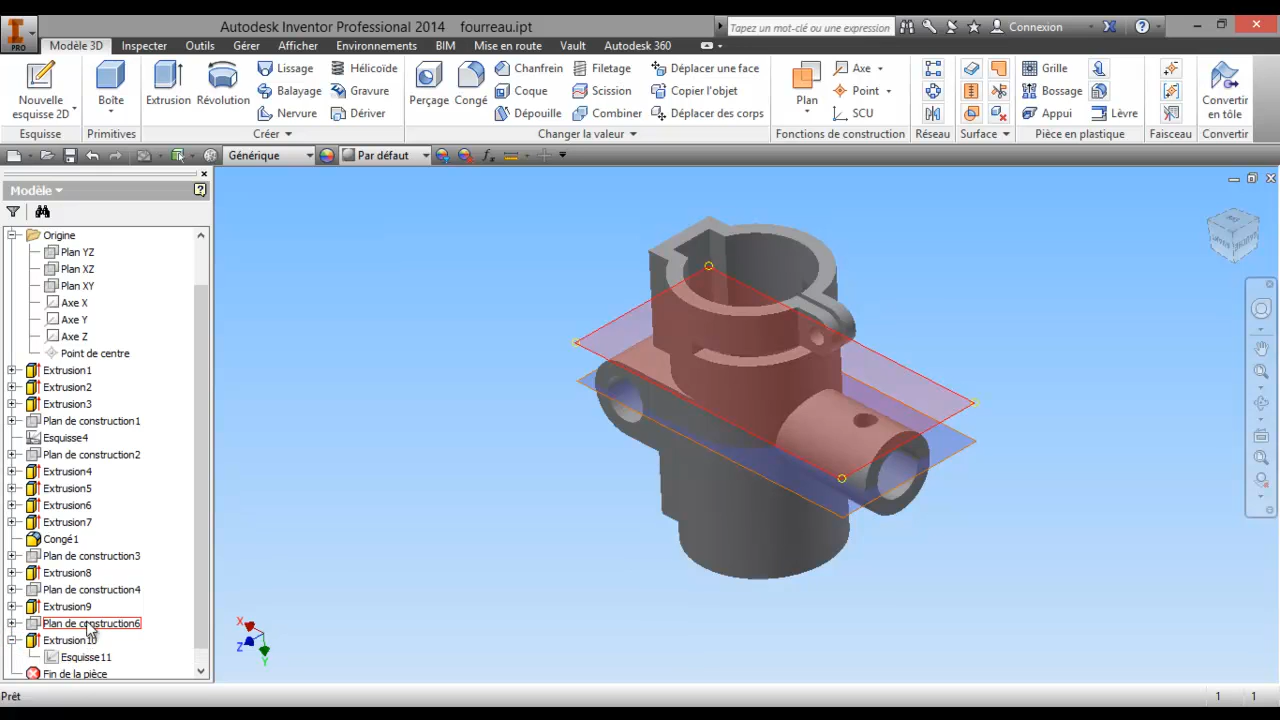 Autodesk Inventor Professional 2014 fourreau.ipt
Tapez un mot-clé ou une expression
Connexion
PRO
Modèle 3D Inspecter Outils Gérer Afficher Environnements BIM Mise en route Vault Autodesk 360
Nouvelle esquisse 2D
Boîte
Extrusion
Révolution
Lissage
Balayage
Nervure
Hélicoïde
Gravure
Dériver
Perçage
Congé
Chanfrein
Coque
Dépouille
Filetage
Scission
Combiner
Déplacer une face
Copier l'objet
Déplacer des corps
Plan
Axe
Point
SCU
Grille
Bossage
Appui
Lèvre
Convertir en tôle
Esquisse Primitives Créer Changer la valeur Fonctions de construction Réseau Surface Pièce en plastique Faisceau Convertir
Générique Par défaut fx
Modèle
Origine
Plan YZ
Plan XZ
Plan XY
Axe X
Axe Y
Axe Z
Point de centre
Extrusion1
Extrusion2
Extrusion3
Plan de construction1
Esquisse4
Plan de construction2
Extrusion4
Extrusion5
Extrusion6
Extrusion7
Congé1
Plan de construction3
Extrusion8
Plan de construction4
Extrusion9
Plan de construction6
Extrusion10
Esquisse11
Fin de la pièce
X
Z
Y
Prêt
1 1